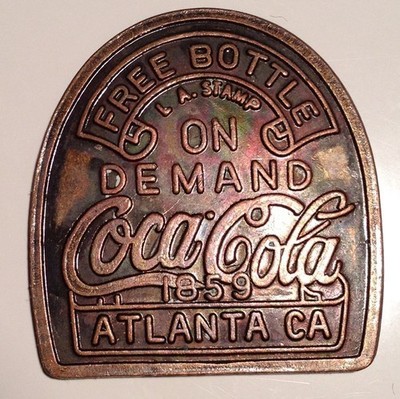 FREE BOTTLE
L A. STAMP
ON
DEMAND
Coca-Cola
1859
ATLANTA CA